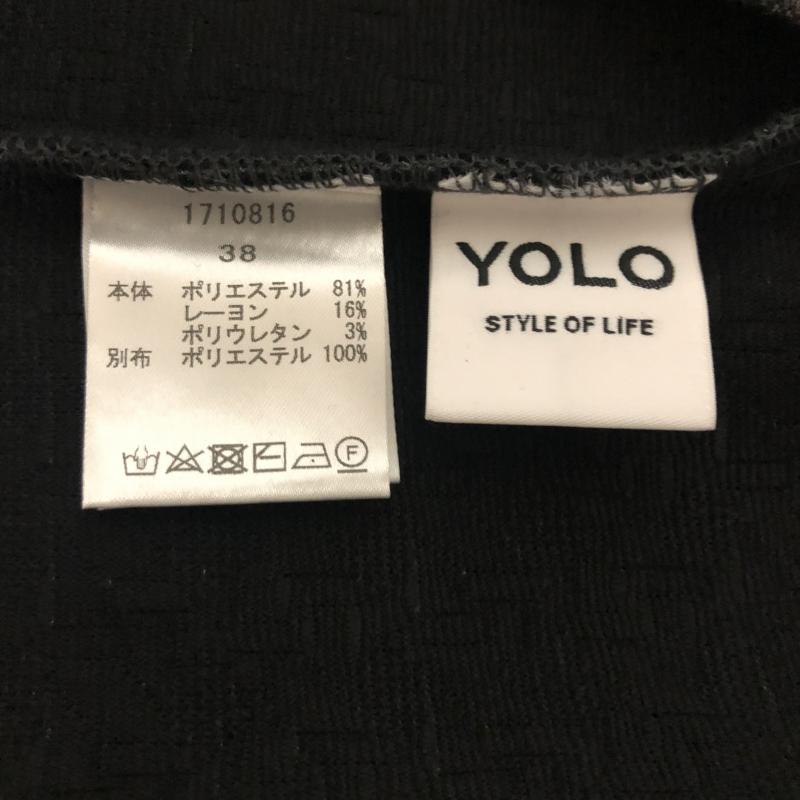 1710816
38
本体 ポリエステル 81%
レーヨン 16%
ポリウレタン 3%
別布 ポリエステル 100%
F
YOLO
STYLE OF LIFE